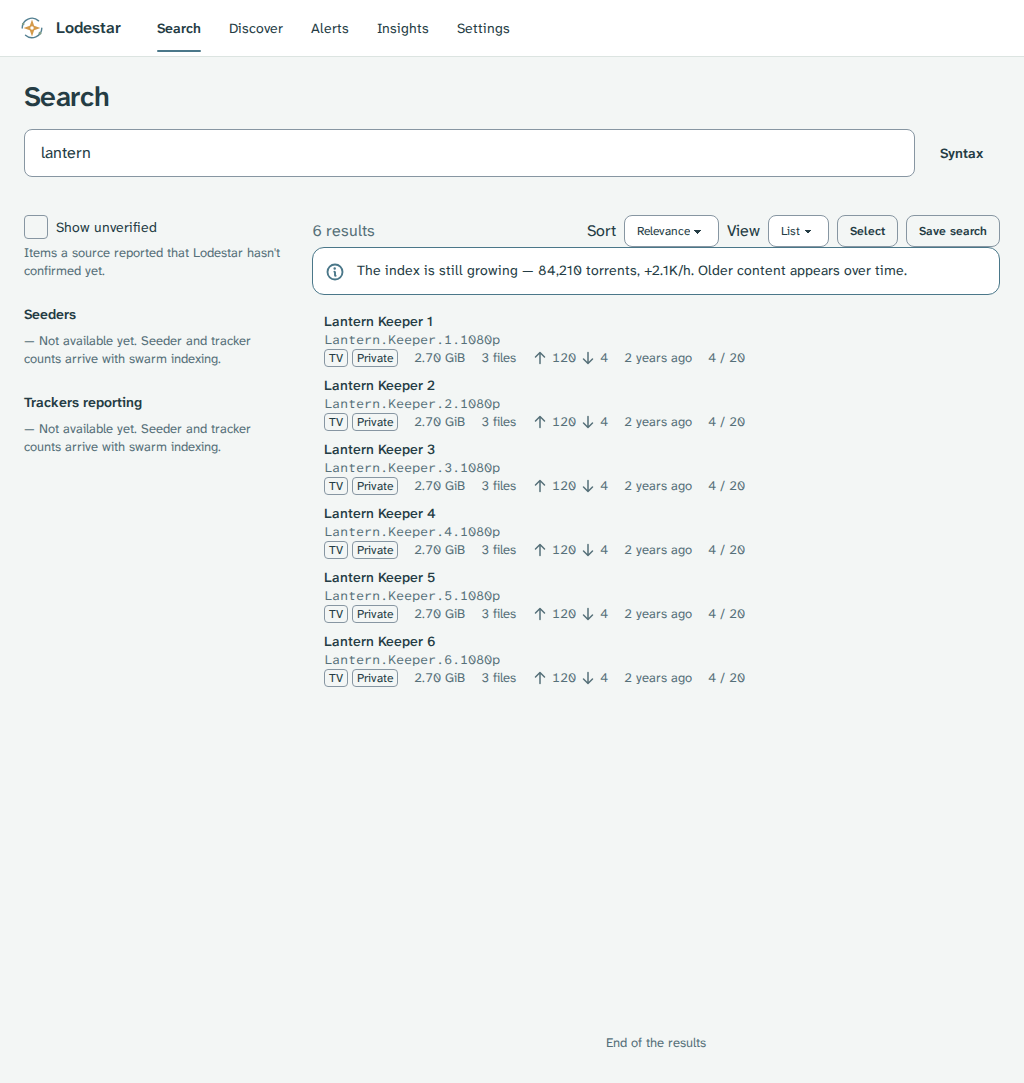 Lodestar Search Discover Alerts Insights Settings
Search
lantern
Syntax
Show unverified
Items a source reported that Lodestar hasn't
confirmed yet.
Seeders
— Not available yet. Seeder and tracker
counts arrive with swarm indexing.
Trackers reporting
— Not available yet. Seeder and tracker
counts arrive with swarm indexing.
6 results Sort Relevance View List Select Save search
The index is still growing — 84,210 torrents, +2.1K/h. Older content appears over time.
Lantern Keeper 1
Lantern.Keeper.1.1080p
TV Private 2.70 GiB 3 files ↑ 120 ↓ 4 2 years ago 4 / 20
Lantern Keeper 2
Lantern.Keeper.2.1080p
TV Private 2.70 GiB 3 files ↑ 120 ↓ 4 2 years ago 4 / 20
Lantern Keeper 3
Lantern.Keeper.3.1080p
TV Private 2.70 GiB 3 files ↑ 120 ↓ 4 2 years ago 4 / 20
Lantern Keeper 4
Lantern.Keeper.4.1080p
TV Private 2.70 GiB 3 files ↑ 120 ↓ 4 2 years ago 4 / 20
Lantern Keeper 5
Lantern.Keeper.5.1080p
TV Private 2.70 GiB 3 files ↑ 120 ↓ 4 2 years ago 4 / 20
Lantern Keeper 6
Lantern.Keeper.6.1080p
TV Private 2.70 GiB 3 files ↑ 120 ↓ 4 2 years ago 4 / 20
End of the results